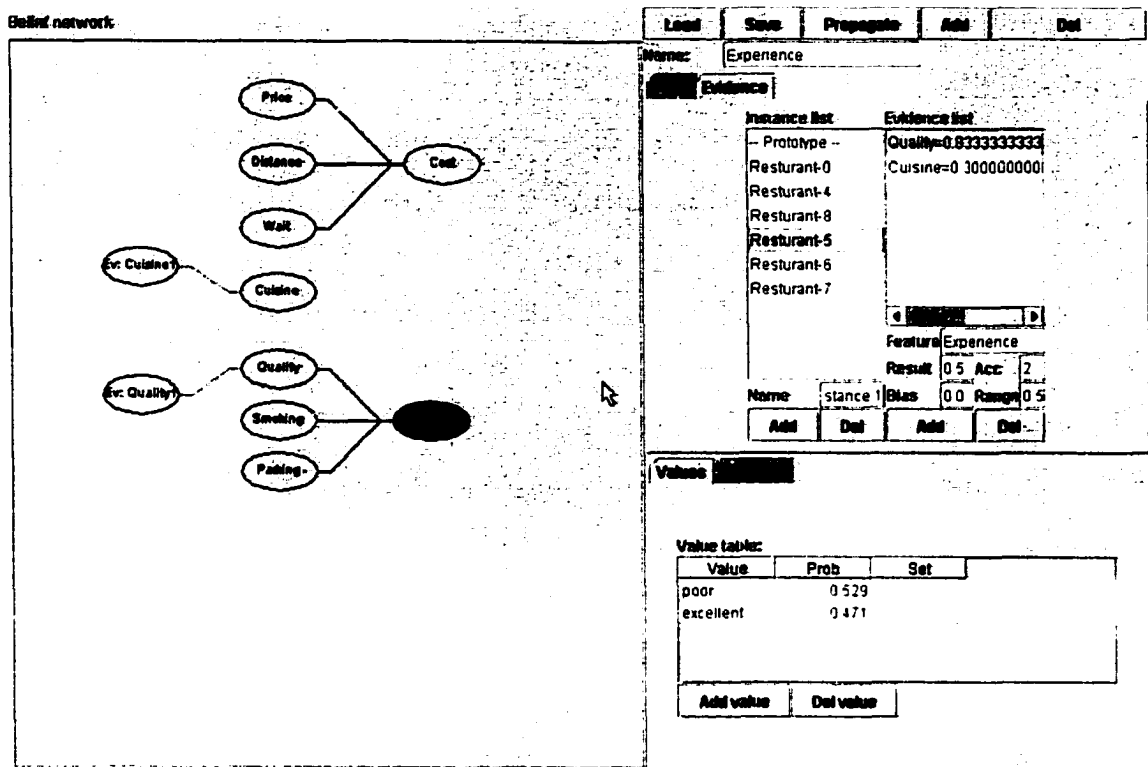 Belief network
Load Save Propagate Add Del
Name: Experience
Evidence
Price
Distance
Cost
Wait
Ev: Cuisine1
Cuisine
Quality
Ev: Quality1
Smoking
Parking
Instance list Evidence list
-- Prototype -- Quality=0.8333333333
Resturant-0 Cuisine=0.300000000
Resturant-4
Resturant-8
Resturant-5
Resturant-6
Resturant-7
Feature Experience
Result 0.5 Acc 2
Name stance 1 Bias 0.0 Range 0.5
Add Del Add Del
Values
Value table:
Value Prob Set
poor 0.529
excellent 0.471
Add value Del value